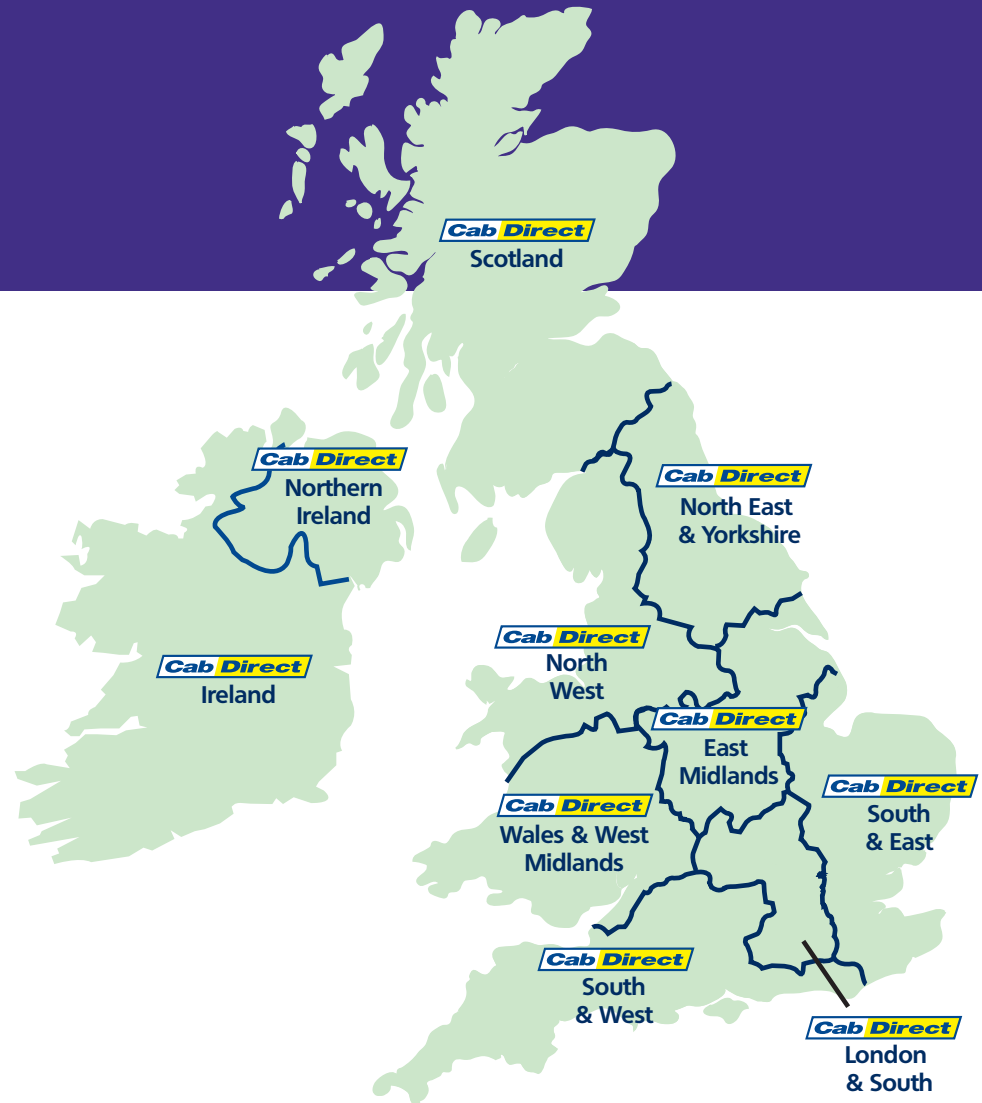 Cab Direct
Scotland
Cab Direct
Northern
Ireland
Cab Direct
North East
& Yorkshire
Cab Direct
North
West
Cab Direct
Ireland
Cab Direct
East
Midlands
Cab Direct
South
& East
Cab Direct
Wales & West
Midlands
Cab Direct
South
& West
Cab Direct
London
& South